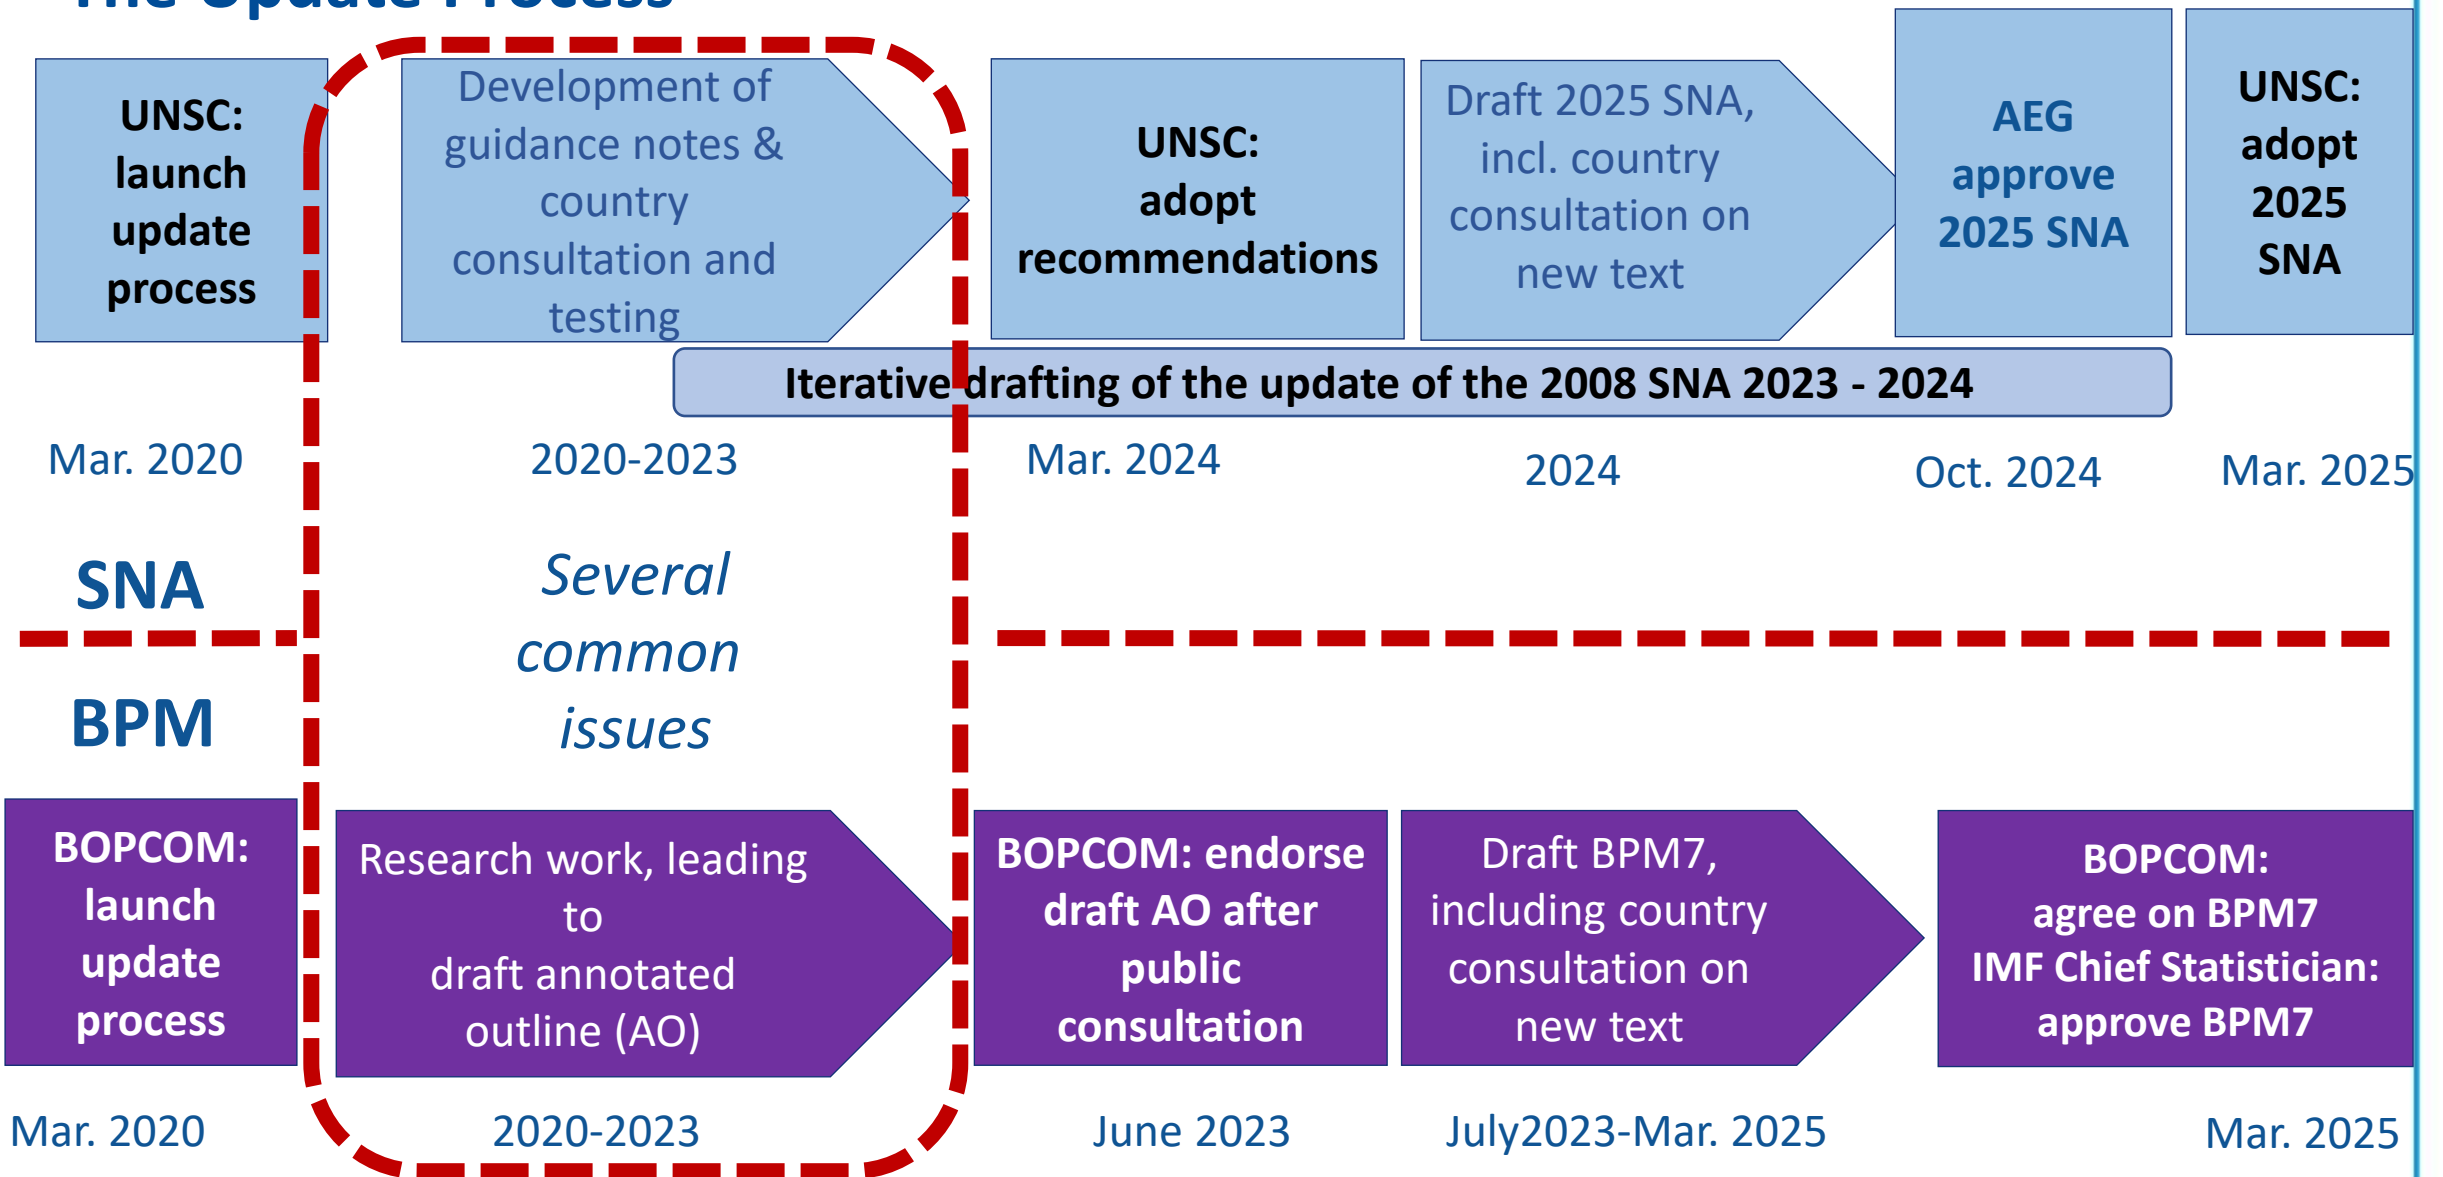 The Update Process
UNSC:
launch
update
process
Development of
guidance notes &
country
consultation and
testing
UNSC:
adopt
recommendations
Draft 2025 SNA,
incl. country
consultation on
new text
AEG
approve
2025 SNA
UNSC:
adopt
2025
SNA
Iterative drafting of the update of the 2008 SNA 2023 - 2024
Mar. 2020
2020-2023
Mar. 2024
2024
Oct. 2024
Mar. 2025
SNA
Several
common
issues
BPM
BOPCOM:
launch
update
process
Research work, leading
to
draft annotated
outline (AO)
BOPCOM: endorse
draft AO after
public
consultation
Draft BPM7,
including country
consultation on
new text
BOPCOM:
agree on BPM7
IMF Chief Statistician:
approve BPM7
Mar. 2020
2020-2023
June 2023
July2023-Mar. 2025
Mar. 2025